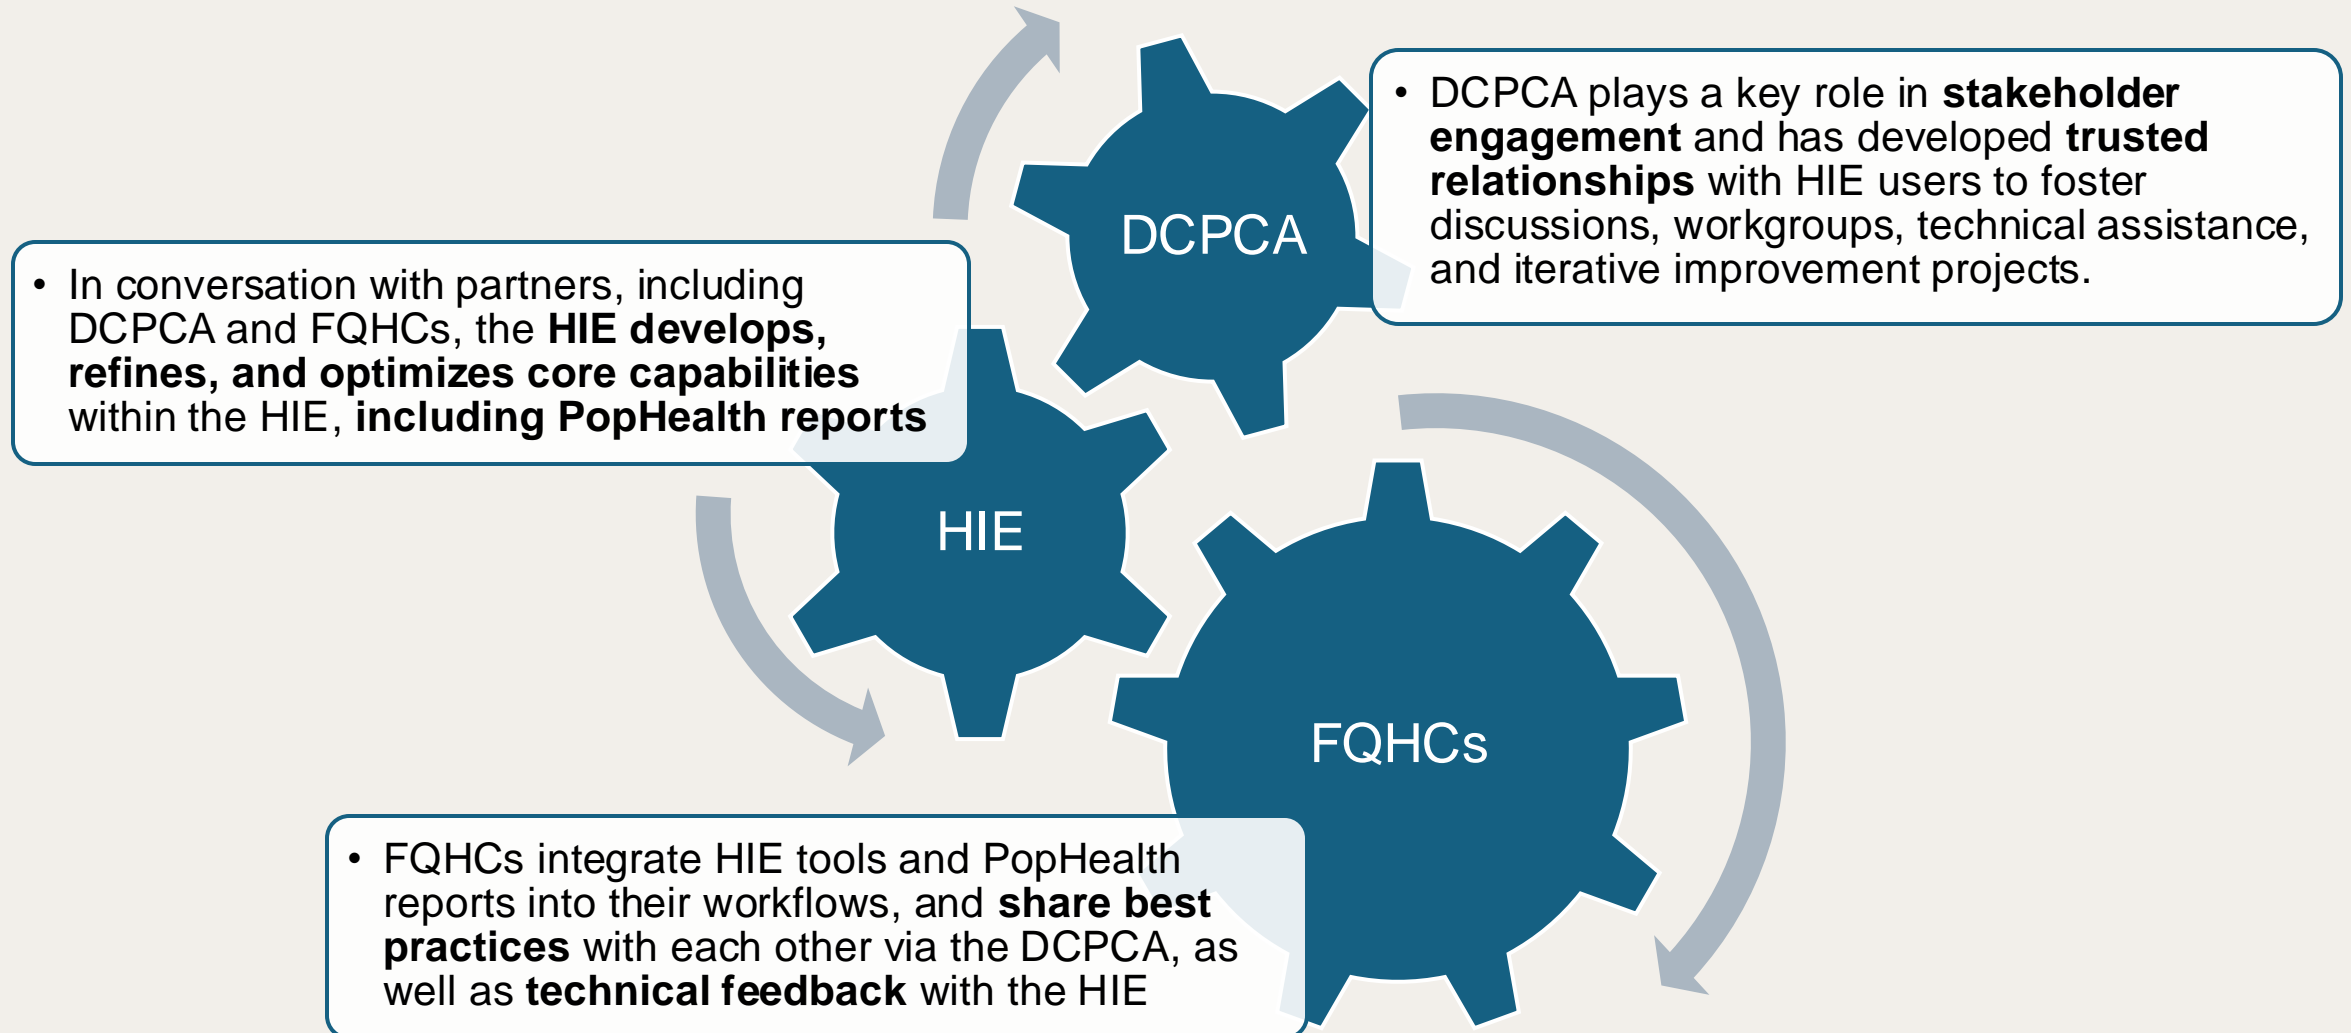 DCPCA
• DCPCA plays a key role in stakeholder
engagement and has developed trusted
relationships with HIE users to foster
discussions, workgroups, technical assistance,
and iterative improvement projects.
• In conversation with partners, including
DCPCA and FQHCs, the HIE develops,
refines, and optimizes core capabilities
within the HIE, including PopHealth reports
HIE
FQHCs
• FQHCs integrate HIE tools and PopHealth
reports into their workflows, and share best
practices with each other via the DCPCA, as
well as technical feedback with the HIE